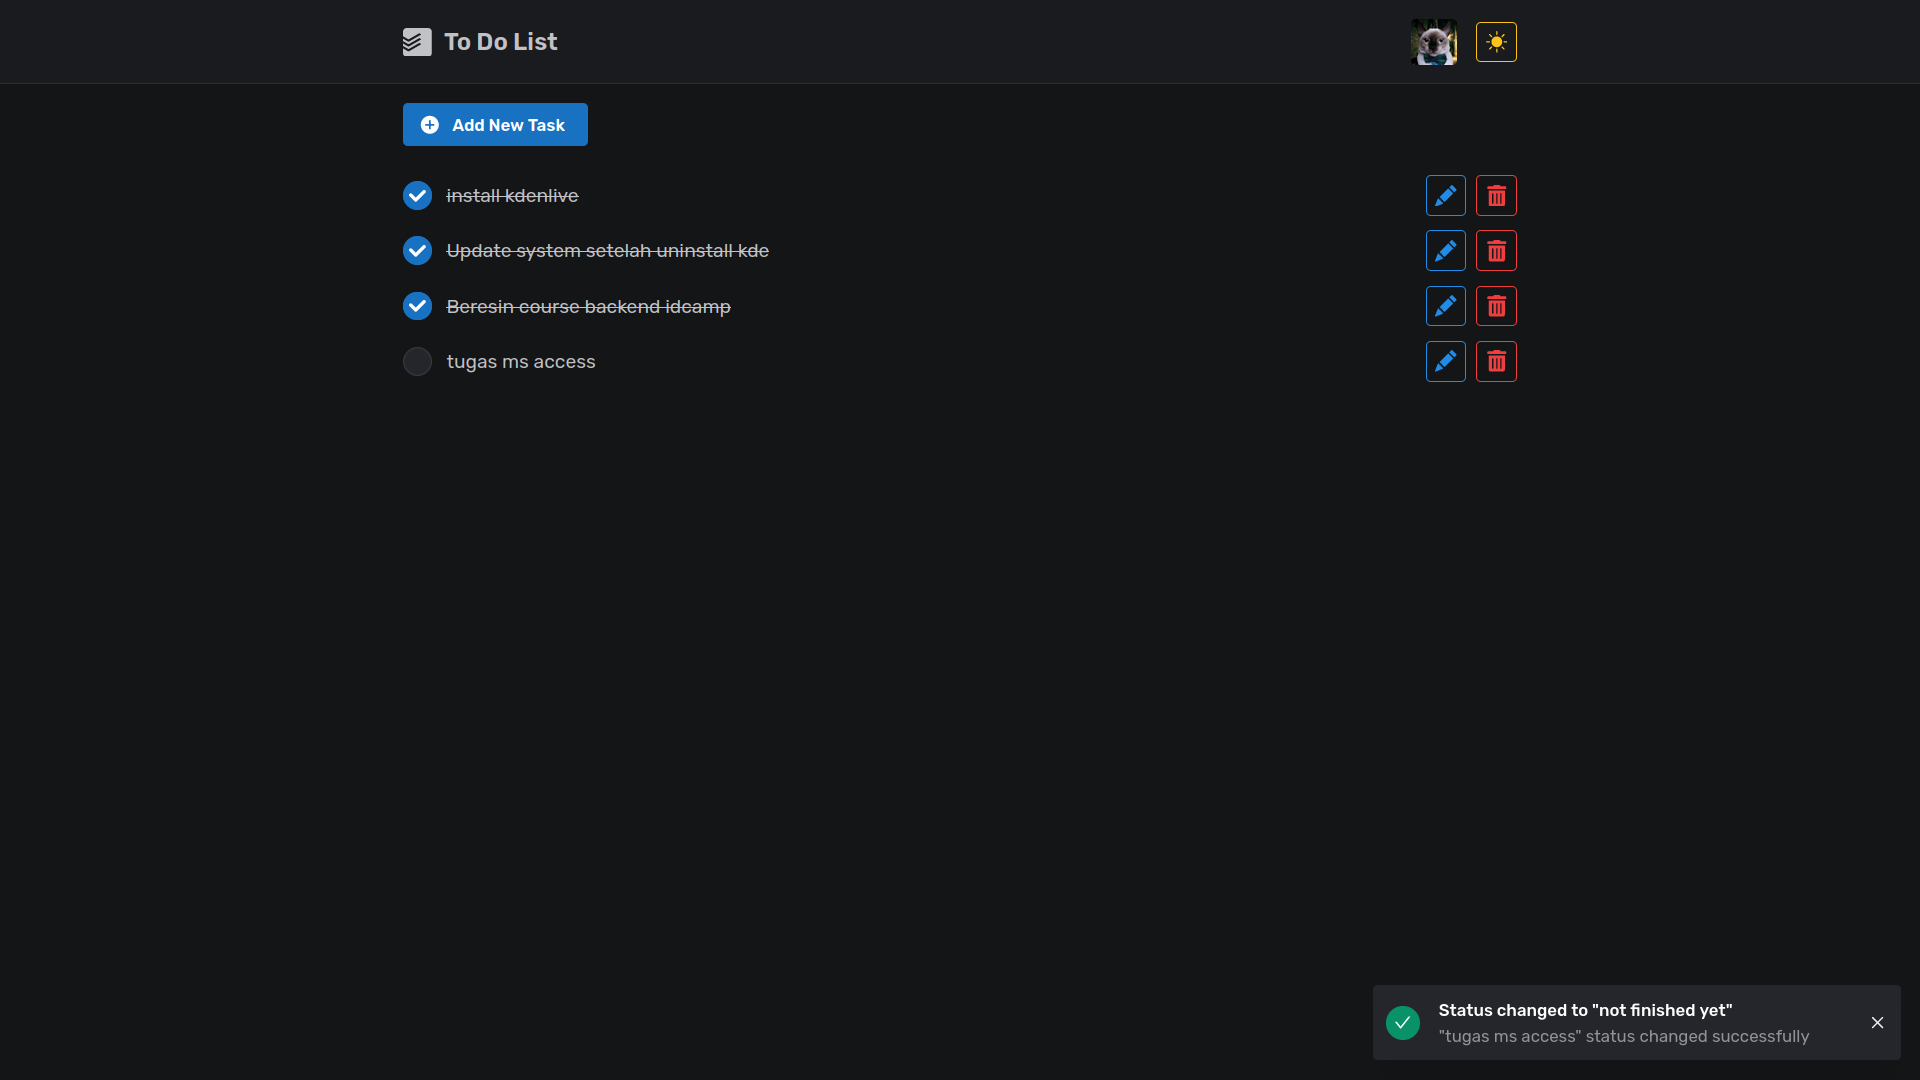 To Do List
Add New Task
install kdenlive
Update system setelah uninstall kde
Beresin course backend idcamp
tugas ms access
Status changed to "not finished yet"
"tugas ms access" status changed successfully